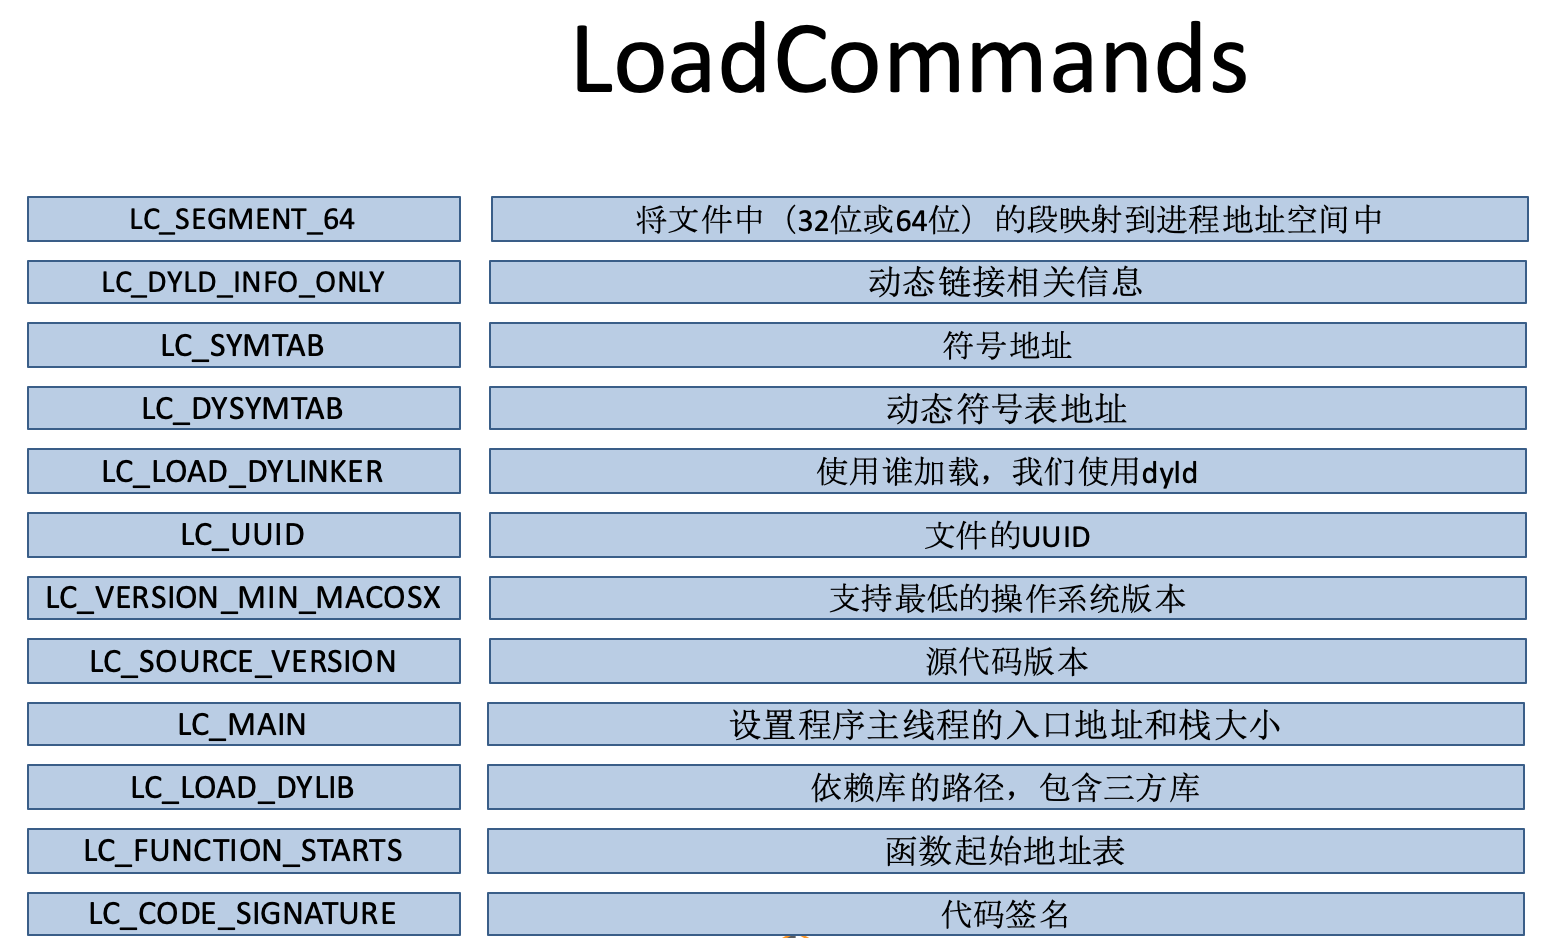 LoadCommands
LC_SEGMENT_64 将文件中（32位或64位）的段映射到进程地址空间中
LC_DYLD_INFO_ONLY 动态链接相关信息
LC_SYMTAB 符号地址
LC_DYSYMTAB 动态符号表地址
LC_LOAD_DYLINKER 使用谁加载，我们使用dyld
LC_UUID 文件的UUID
LC_VERSION_MIN_MACOSX 支持最低的操作系统版本
LC_SOURCE_VERSION 源代码版本
LC_MAIN 设置程序主线程的入口地址和栈大小
LC_LOAD_DYLIB 依赖库的路径，包含三方库
LC_FUNCTION_STARTS 函数起始地址表
LC_CODE_SIGNATURE 代码签名